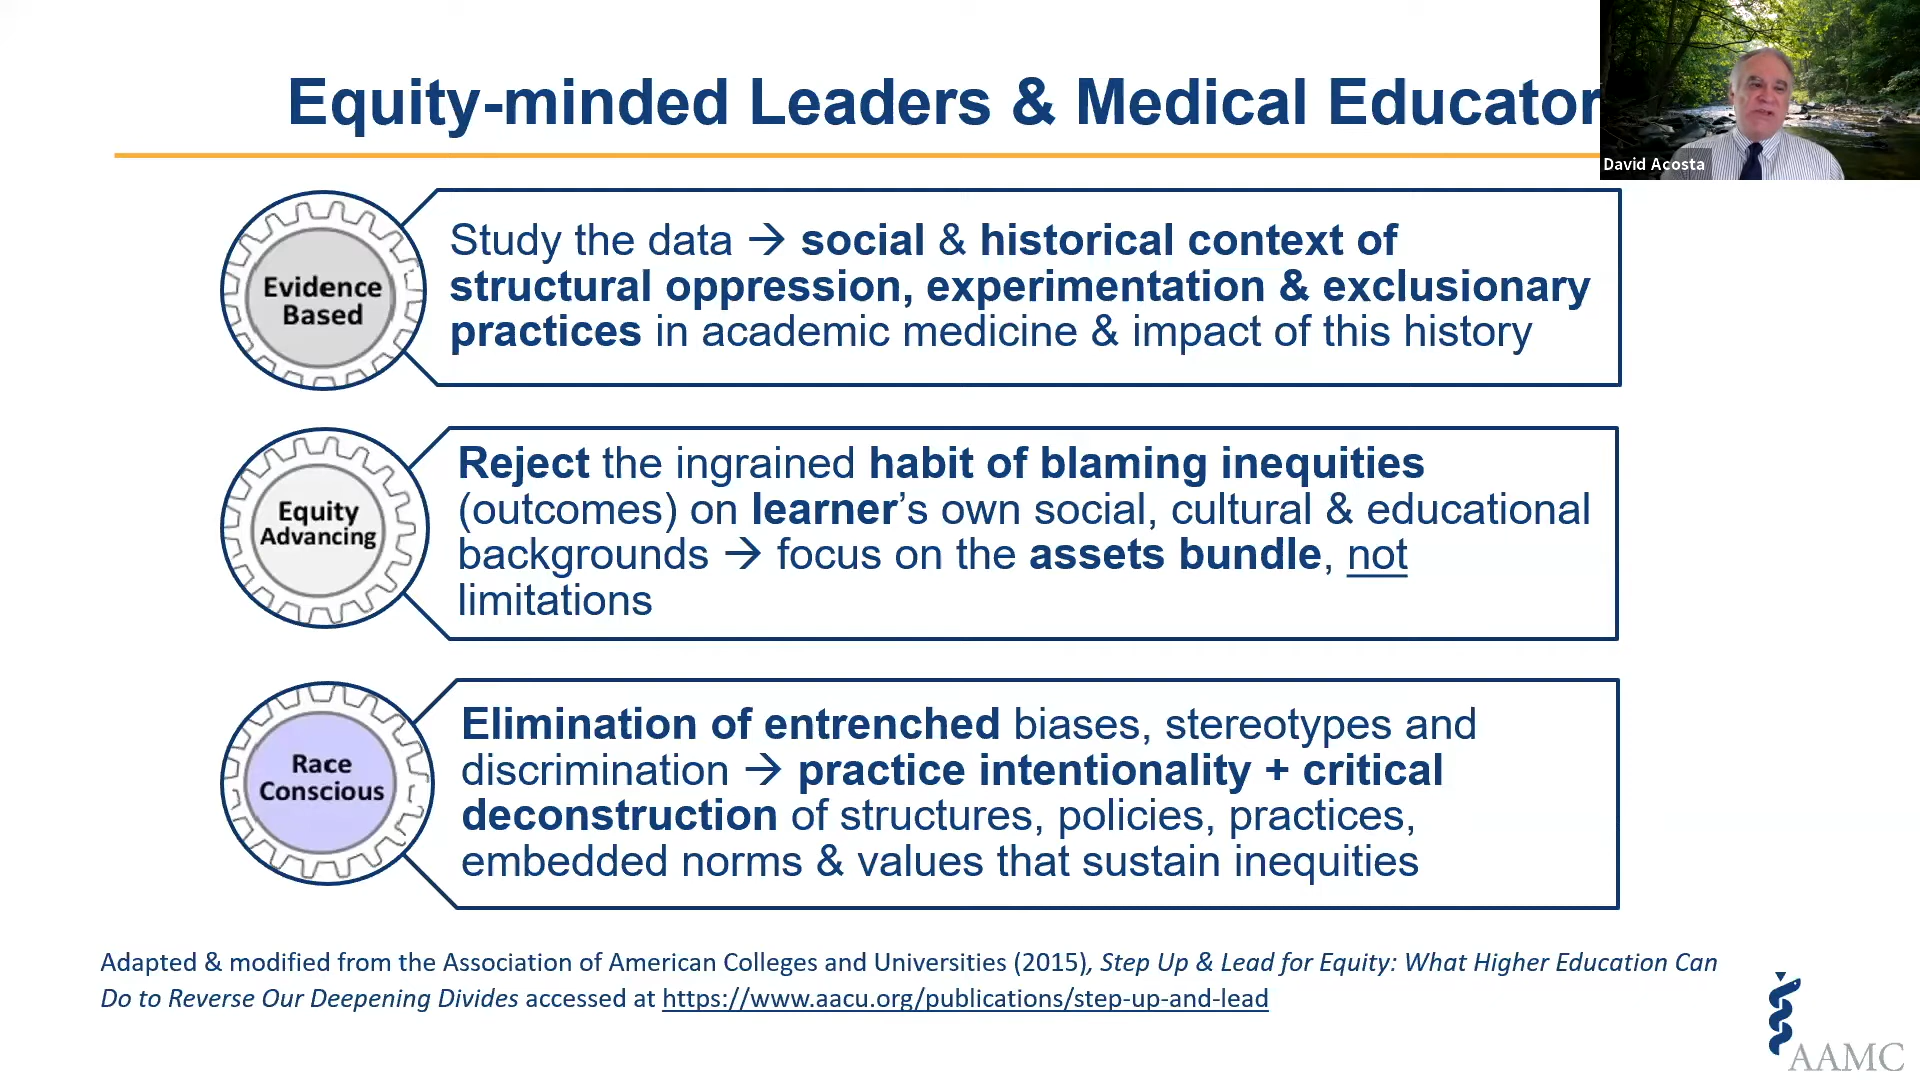 Equity-minded Leaders & Medical Educator
David Acosta
Evidence
Based
Study the data → social & historical context of
structural oppression, experimentation & exclusionary
practices in academic medicine & impact of this history
Equity
Advancing
Reject the ingrained habit of blaming inequities
(outcomes) on learner’s own social, cultural & educational
backgrounds → focus on the assets bundle, not
limitations
Race
Conscious
Elimination of entrenched biases, stereotypes and
discrimination → practice intentionality + critical
deconstruction of structures, policies, practices,
embedded norms & values that sustain inequities
Adapted & modified from the Association of American Colleges and Universities (2015), Step Up & Lead for Equity: What Higher Education Can
Do to Reverse Our Deepening Divides accessed at https://www.aacu.org/publications/step-up-and-lead
AAMC